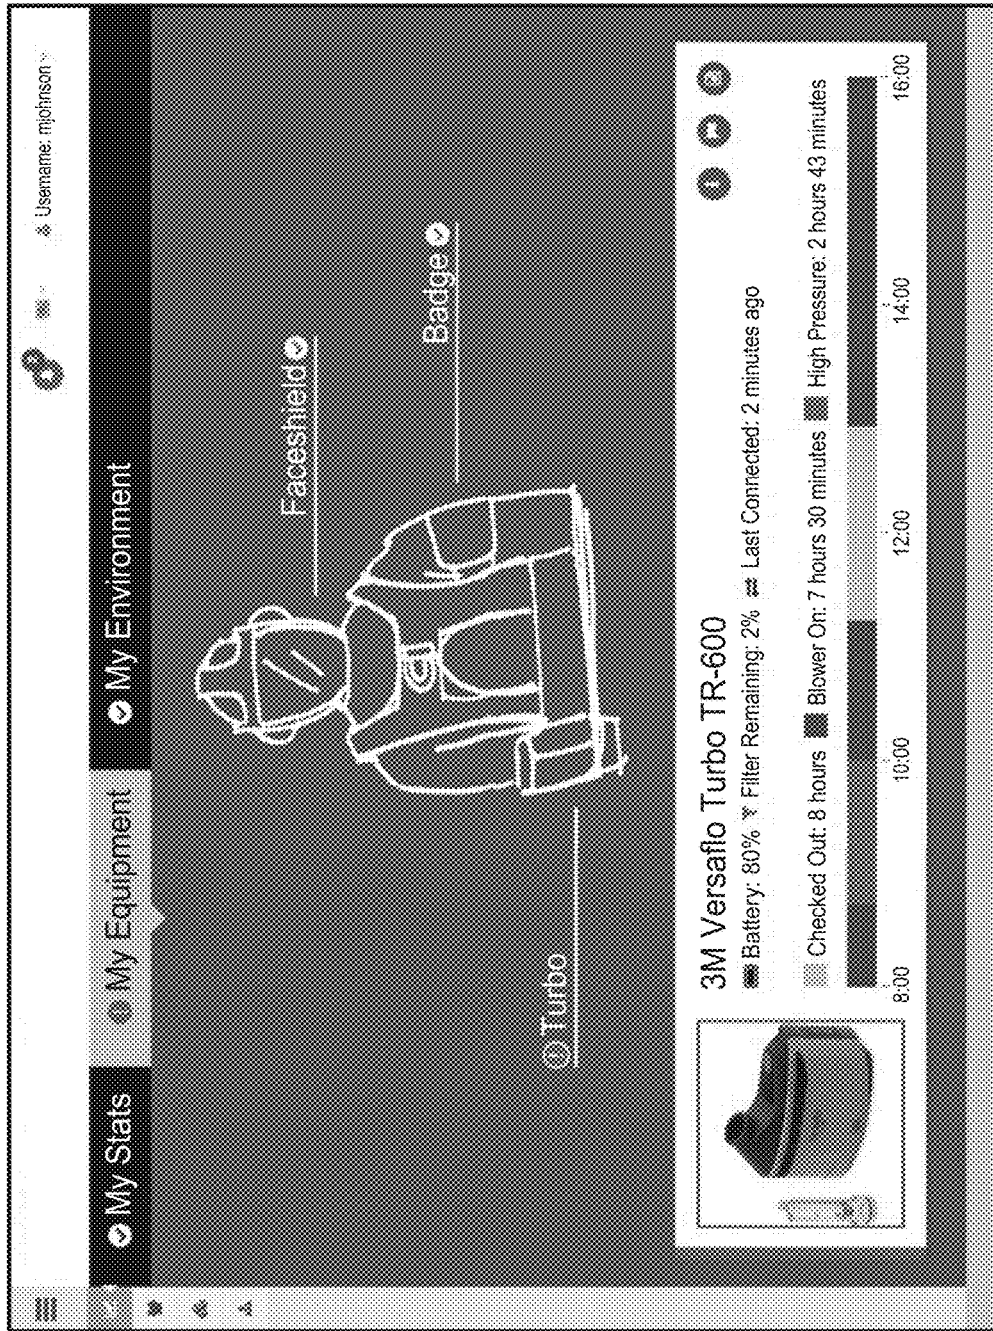 Username: mjohnson
My Stats
My Equipment
My Environment
Faceshield
Badge
Turbo
3M Versaflo Turbo TR-600
Battery: 80% Filter Remaining: 2% Last Connected: 2 minutes ago
Checked Out: 8 hours Blower On: 7 hours 30 minutes High Pressure: 2 hours 43 minutes
8:00 10:00 12:00 14:00 16:00